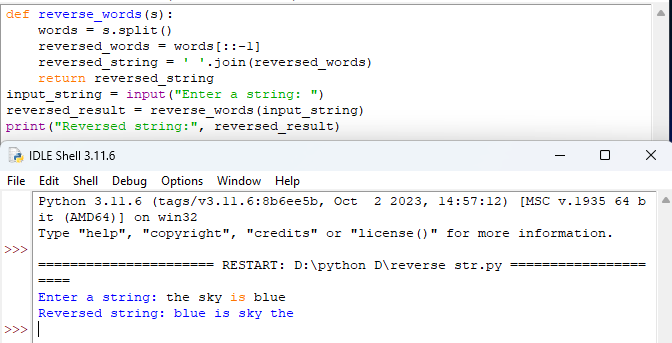 def reverse_words(s):
    words = s.split()
    reversed_words = words[::-1]
    reversed_string = ' '.join(reversed_words)
    return reversed_string
input_string = input("Enter a string: ")
reversed_result = reverse_words(input_string)
print("Reversed string:", reversed_result)
IDLE Shell 3.11.6
File Edit Shell Debug Options Window Help
Python 3.11.6 (tags/v3.11.6:8b6ee5b, Oct  2 2023, 14:57:12) [MSC v.1935 64 b
it (AMD64)] on win32
Type "help", "copyright", "credits" or "license()" for more information.
>>>
====================== RESTART: D:\python D\reverse str.py =================
====
Enter a string: the sky is blue
Reversed string: blue is sky the
>>>